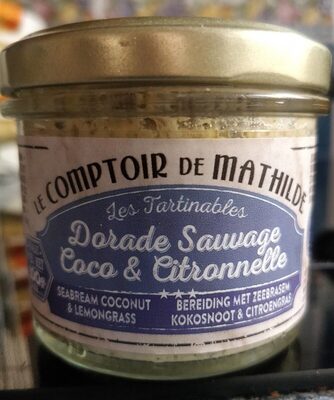 LE COMPTOIR DE MATHILDE
Les Tartinables
Dorade Sauvage
Coco & Citronnelle
SEABREAM COCONUT
& LEMONGRASS
BEREIDING MET ZEEBRASEM
KOKOSNOOT & CITROENGRAS